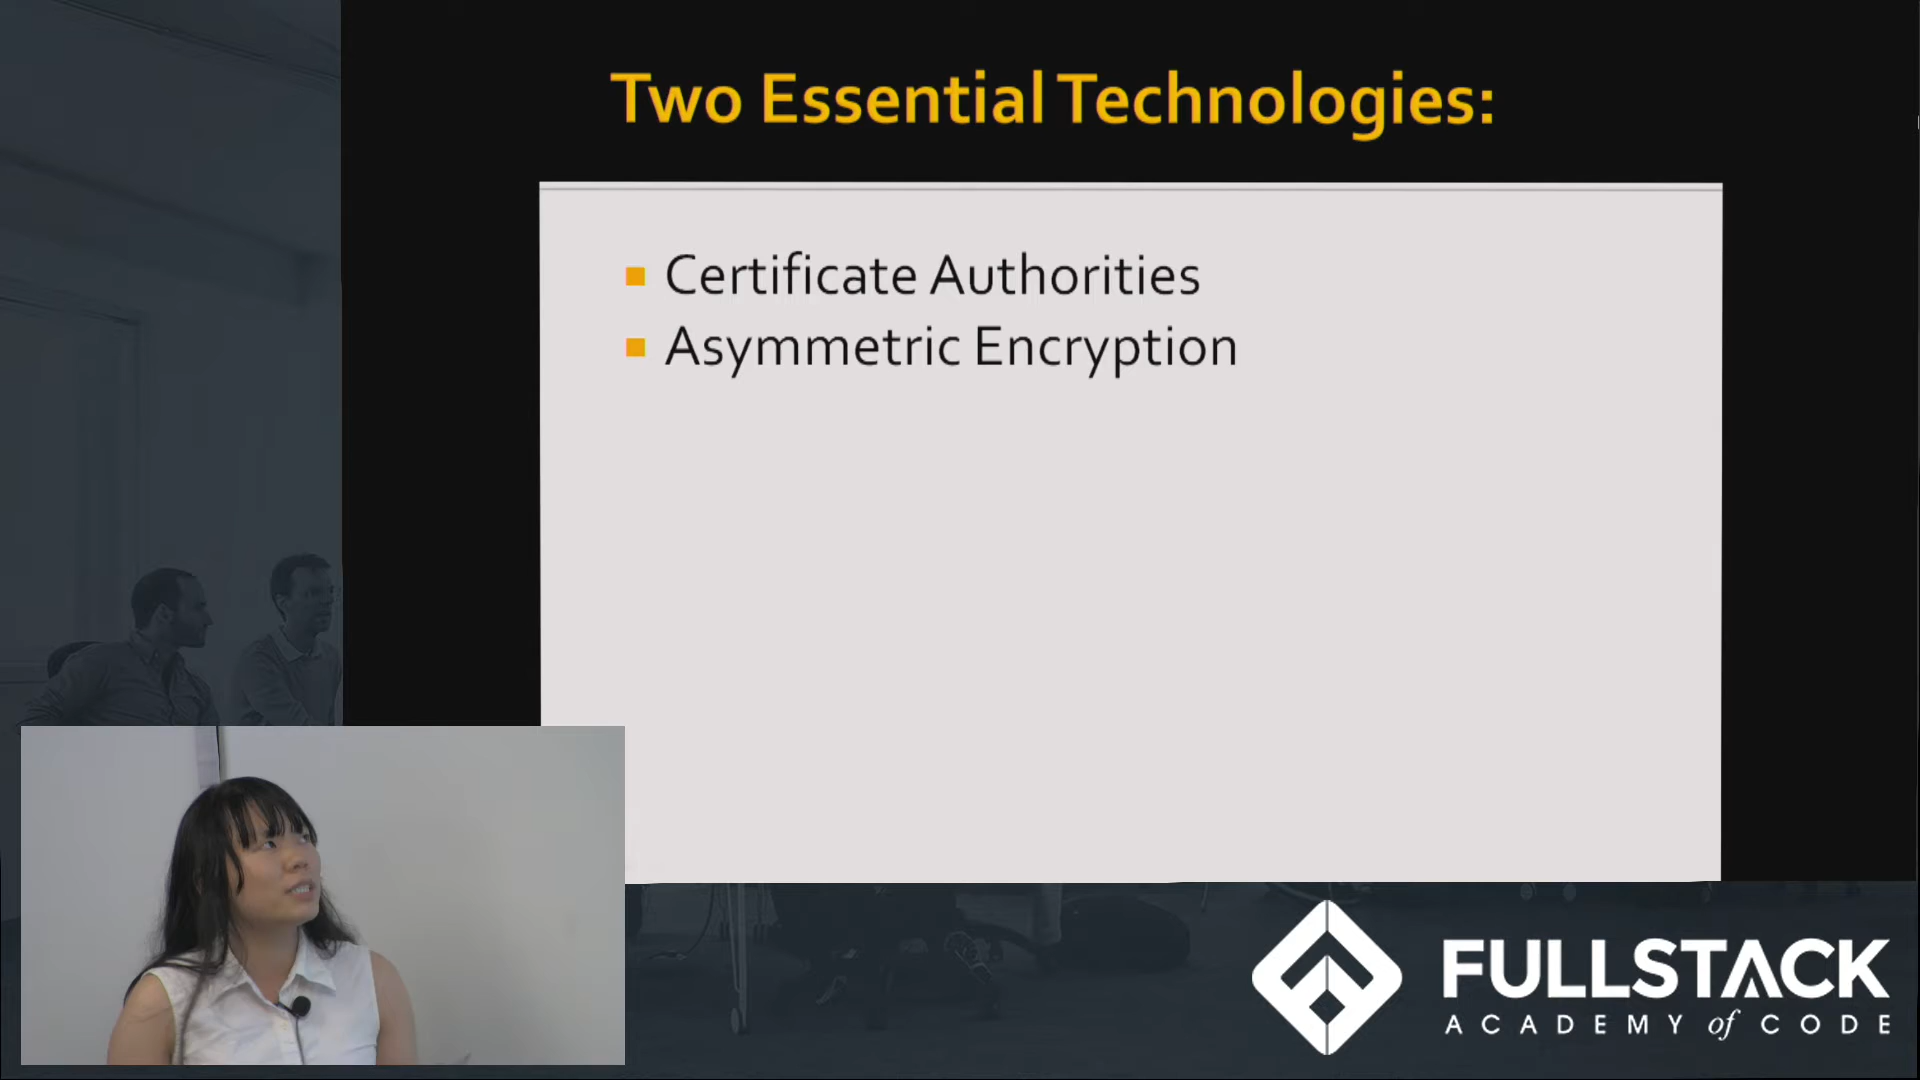 Two Essential Technologies:
Certificate Authorities
Asymmetric Encryption
FULLSTACK
ACADEMY of CODE